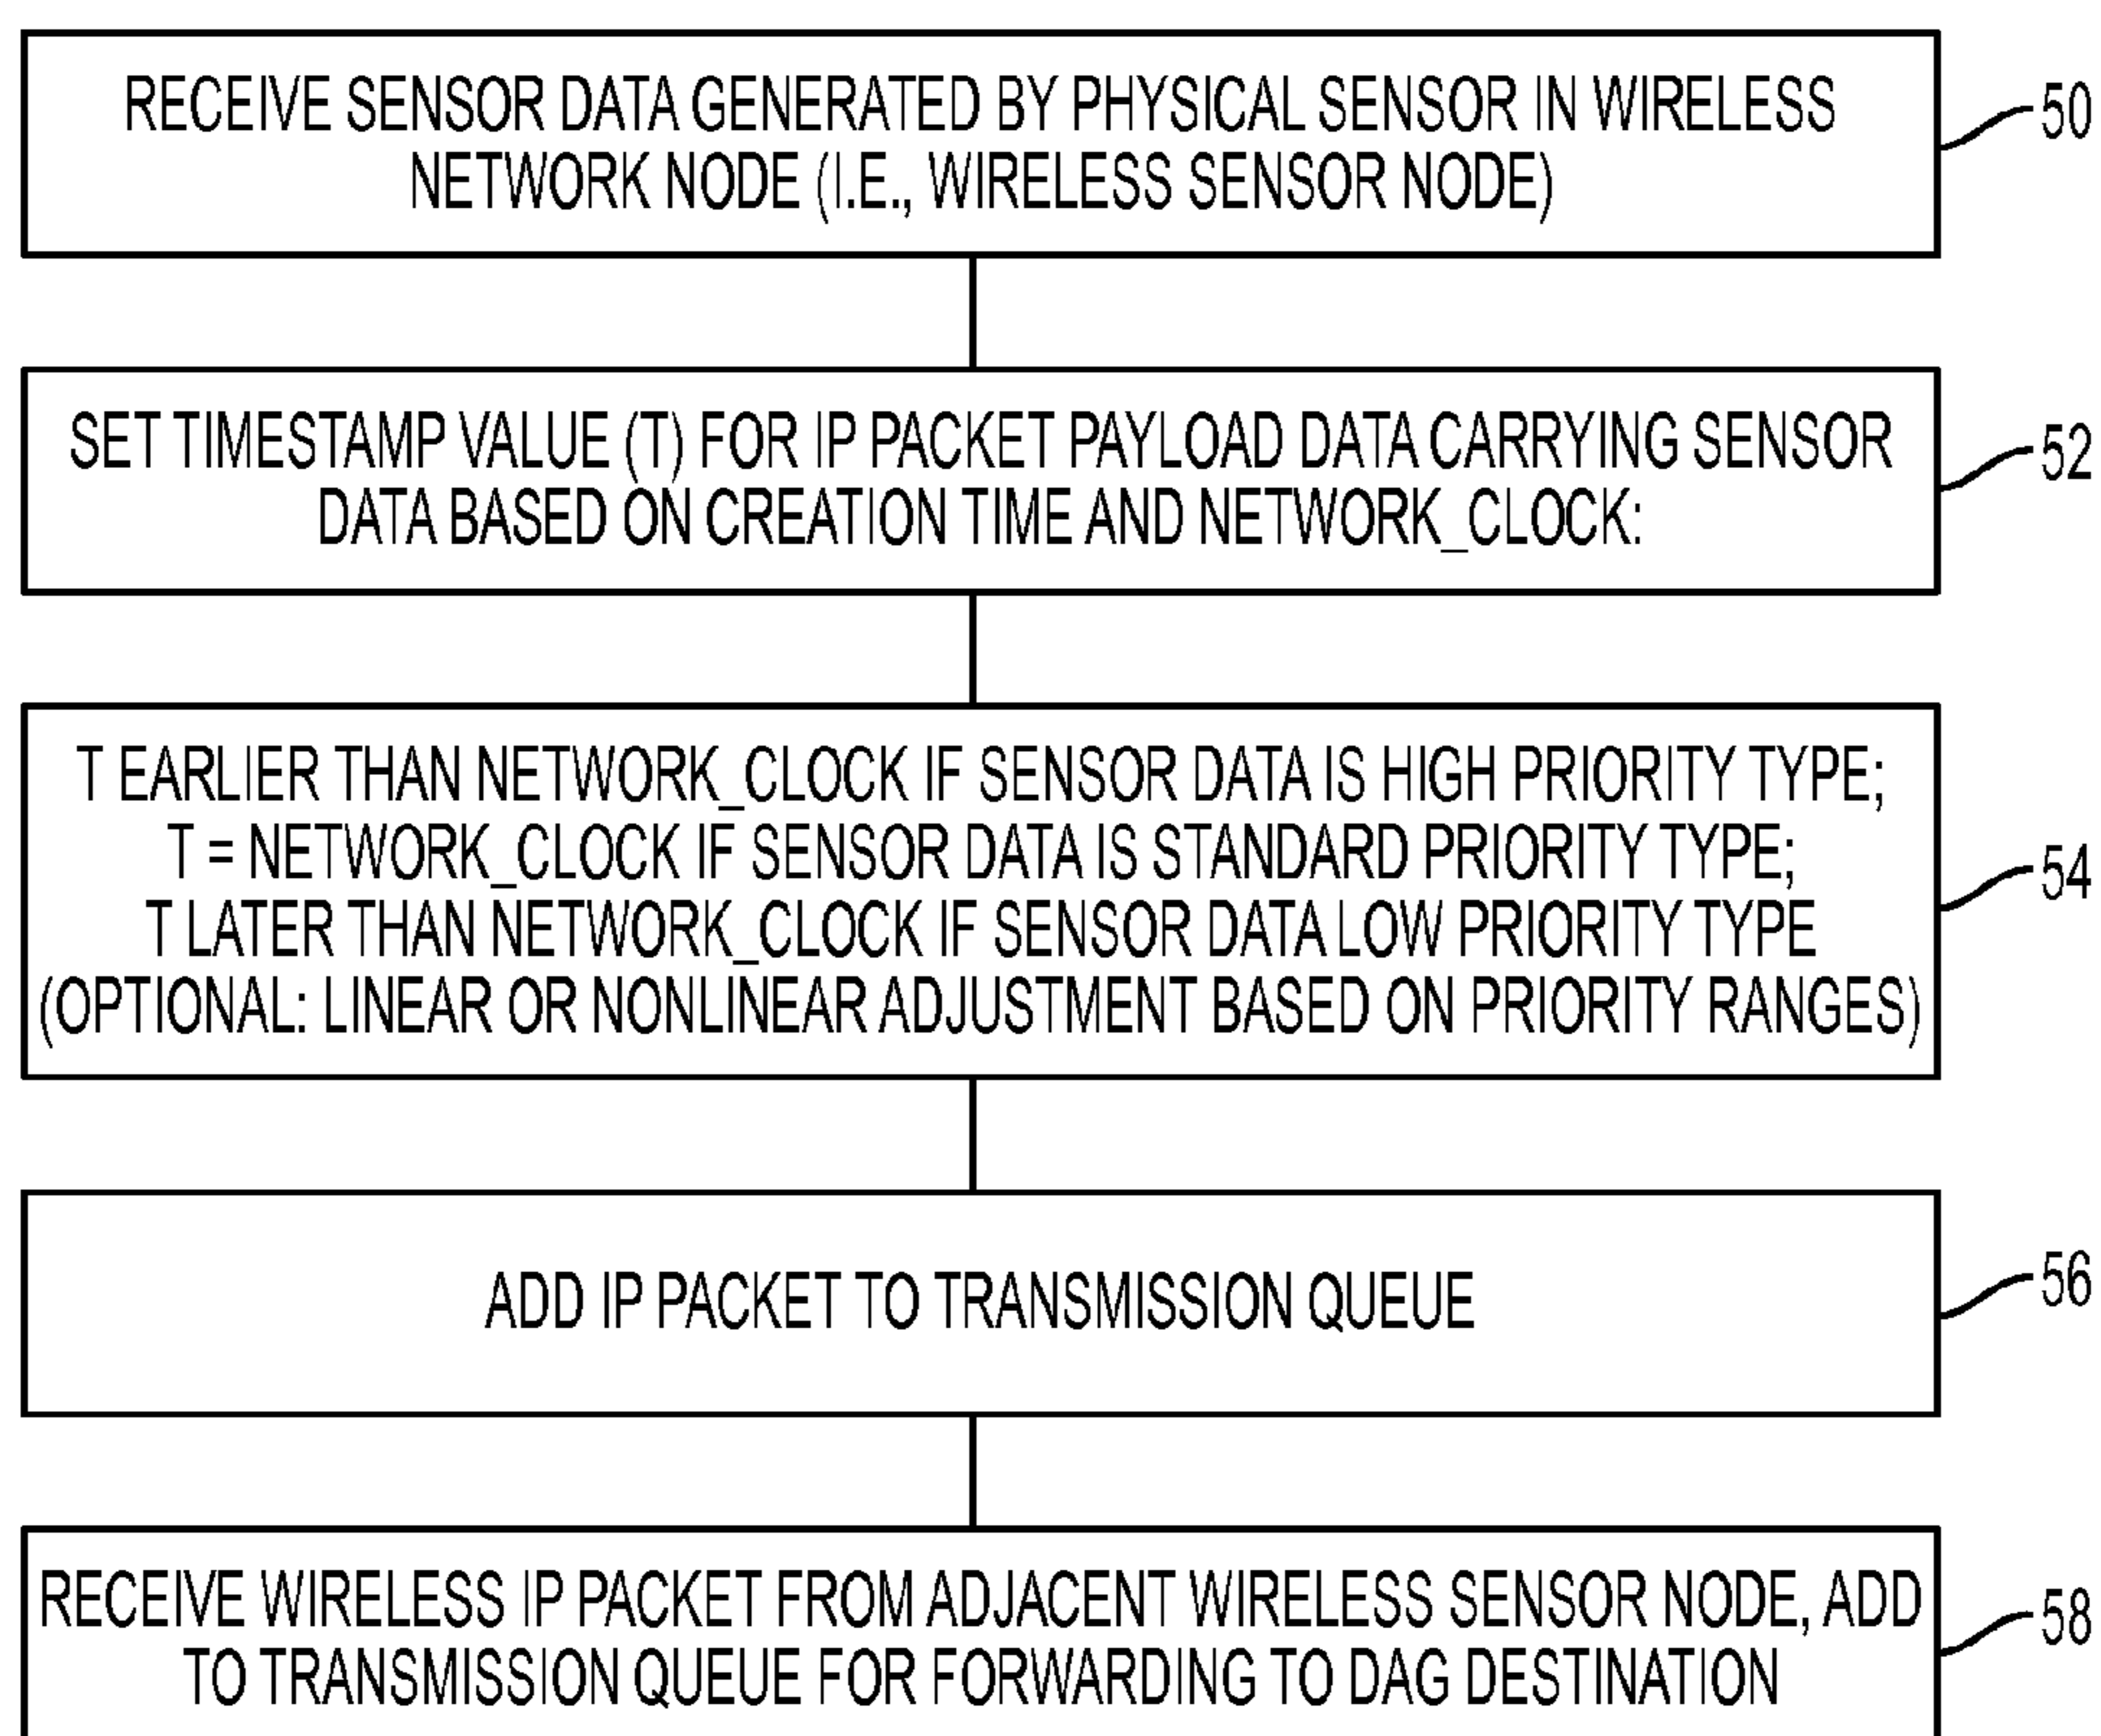 RECEIVE SENSOR DATA GENERATED BY PHYSICAL SENSOR IN WIRELESS
NETWORK NODE (I.E., WIRELESS SENSOR NODE)
50
SET TIMESTAMP VALUE (T) FOR IP PACKET PAYLOAD DATA CARRYING SENSOR
DATA BASED ON CREATION TIME AND NETWORK_CLOCK:
52
T EARLIER THAN NETWORK_CLOCK IF SENSOR DATA IS HIGH PRIORITY TYPE;
T = NETWORK_CLOCK IF SENSOR DATA IS STANDARD PRIORITY TYPE;
T LATER THAN NETWORK_CLOCK IF SENSOR DATA LOW PRIORITY TYPE
(OPTIONAL: LINEAR OR NONLINEAR ADJUSTMENT BASED ON PRIORITY RANGES)
54
ADD IP PACKET TO TRANSMISSION QUEUE
56
RECEIVE WIRELESS IP PACKET FROM ADJACENT WIRELESS SENSOR NODE, ADD
TO TRANSMISSION QUEUE FOR FORWARDING TO DAG DESTINATION
58